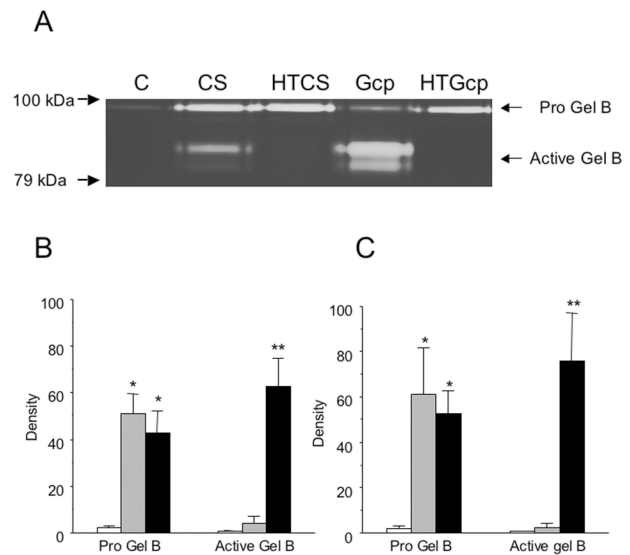 A
C CS HTCS Gcp HTGcp
100 kDa
Pro Gel B
Active Gel B
79 kDa
B
100
80
60
40
20
0
Density
* * **
Pro Gel B Active Gel B
C
100
80
60
40
20
0
Density
* * **
Pro Gel B Active gel B